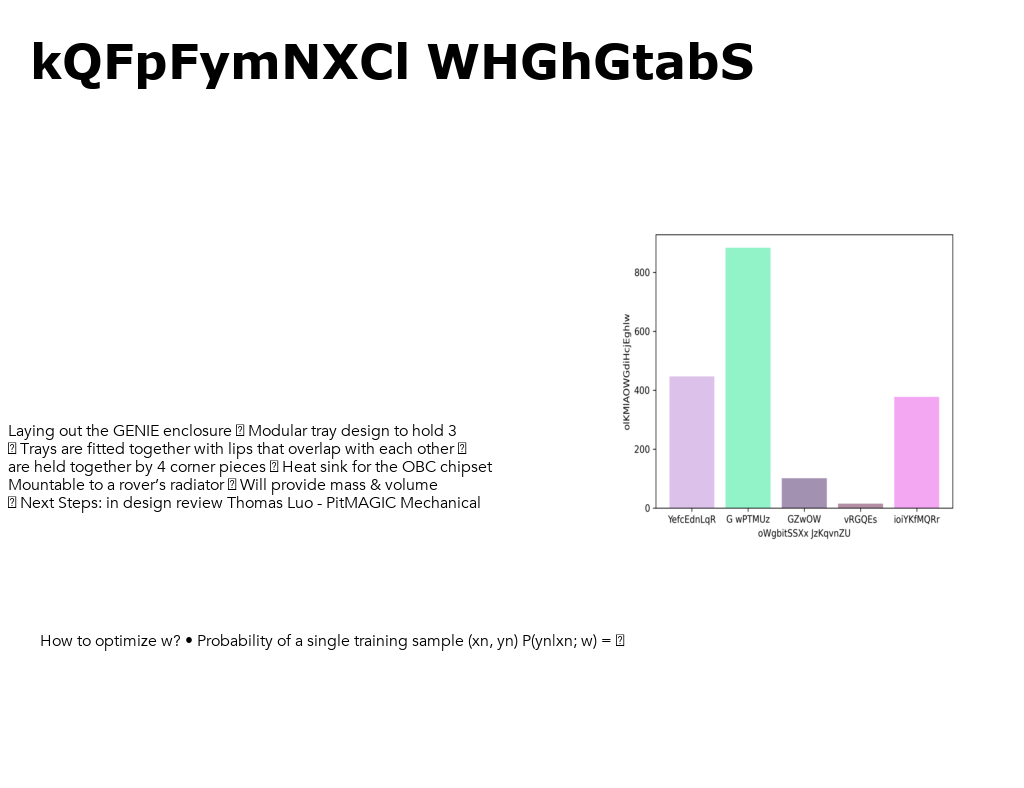 kQFpFymNXCl WHGhGtabS
800
600
400
200
0
YefcEdnLqR G wPTMUz GZwOW vRGQEs ioiYKfMQRr
oWgbitSSXx JzKqvnZU
Laying out the GENIE enclosure  Modular tray design to hold 3
 Trays are fitted together with lips that overlap with each other 
are held together by 4 corner pieces  Heat sink for the OBC chipset
Mountable to a rover’s radiator  Will provide mass & volume
 Next Steps: in design review Thomas Luo - PitMAGIC Mechanical
How to optimize w? • Probability of a single training sample (xn, yn) P(yn|xn; w) =